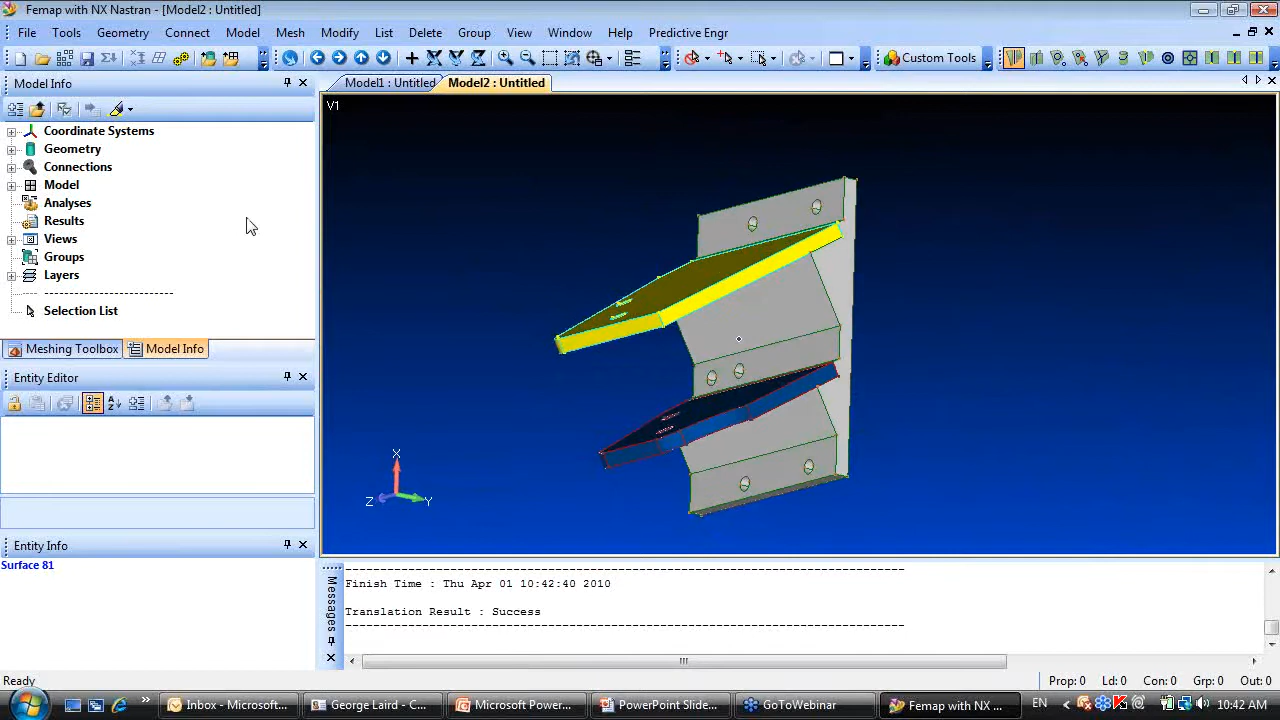 Femap with NX Nastran - [Model2 : Untitled]
File Tools Geometry Connect Model Mesh Modify List Delete Group View Window Help Predictive Engr
Custom Tools
Model Info
Model1 : Untitled Model2 : Untitled
V1
Coordinate Systems
Geometry
Connections
Model
Analyses
Results
Views
Groups
Layers
Selection List
Meshing Toolbox Model Info
Entity Editor
X
Z Y
Entity Info
Surface 81
Messages
Finish Time : Thu Apr 01 10:42:40 2010
Translation Result : Success
Ready
Prop: 0 Ld: 0 Con: 0 Grp: 0 Out: 0
Inbox - Microsoft... George Laird - C... Microsoft Power... PowerPoint Slide... GoToWebinar Femap with NX ... EN 10:42 AM